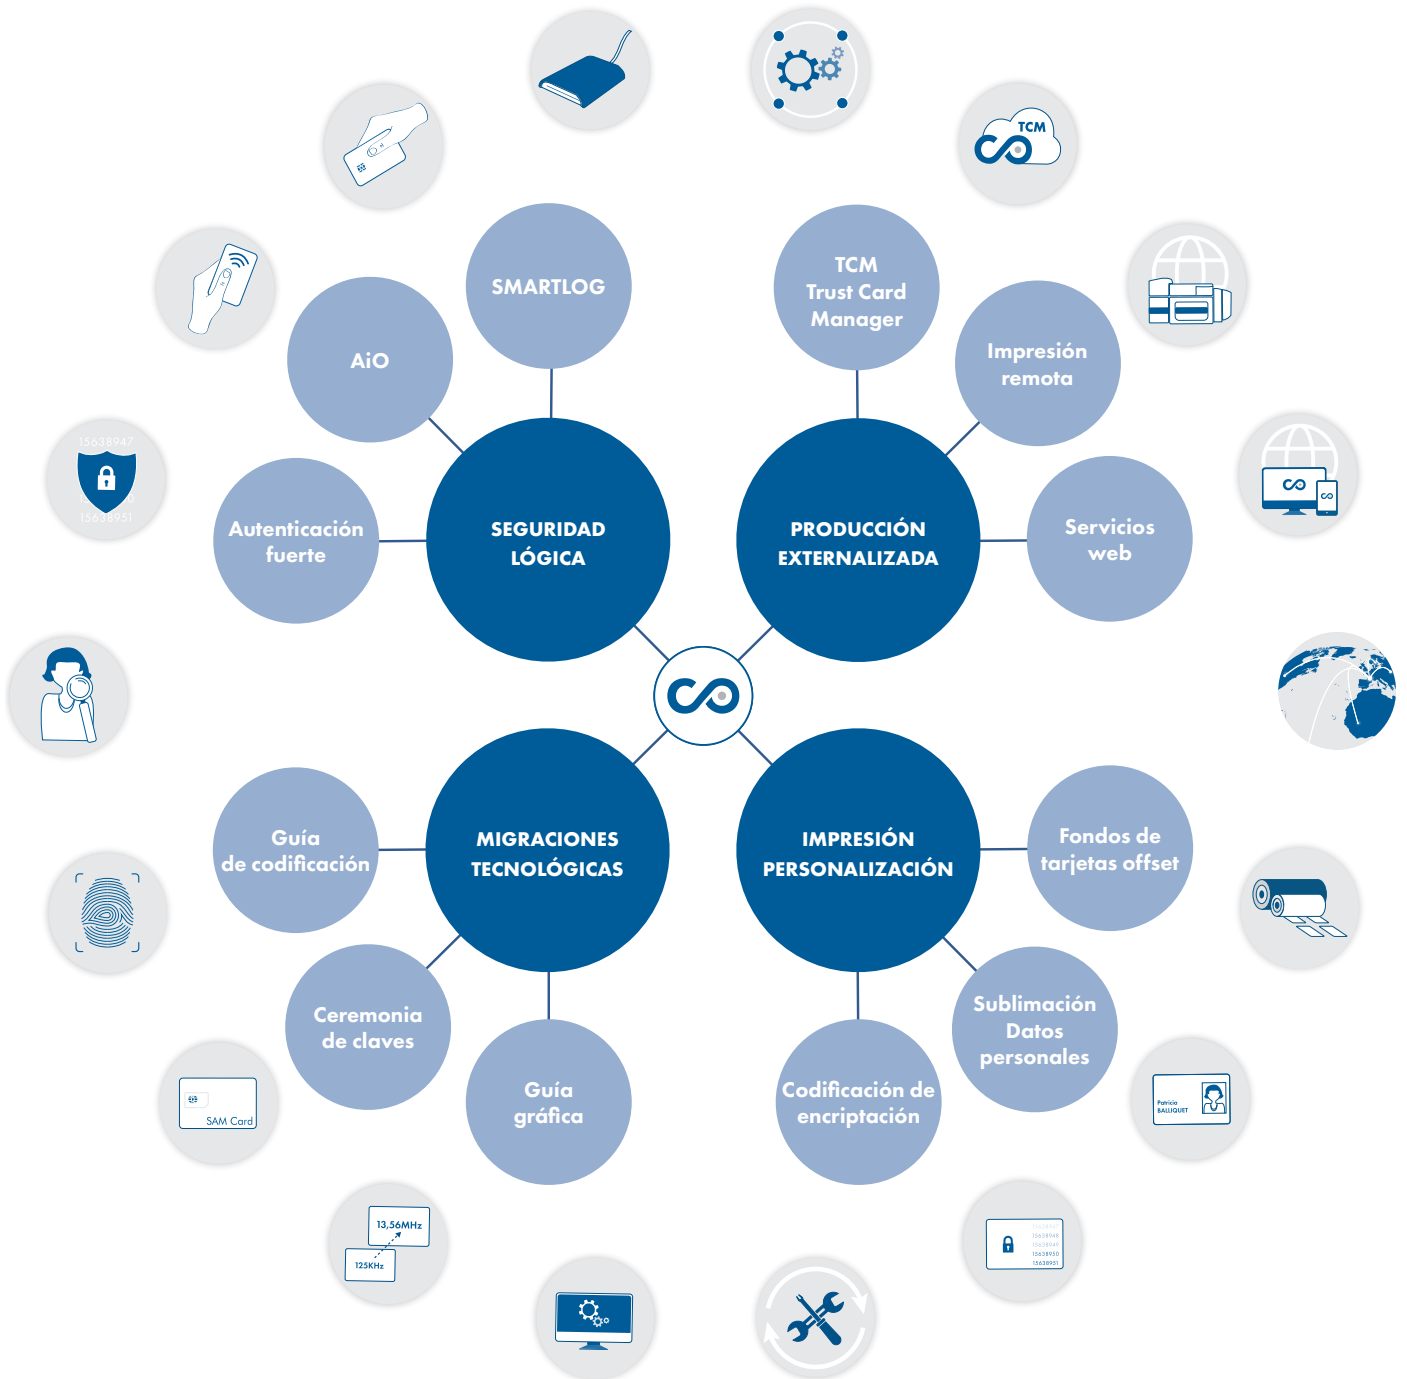 TCM
SMARTLOG
TCM
Trust Card
Manager
AiO
Impresión
remota
15638947
15638951
Autenticación
fuerte
SEGURIDAD
LÓGICA
PRODUCCIÓN
EXTERNALIZADA
Servicios
web
Guía
de codificación
MIGRACIONES
TECNOLÓGICAS
IMPRESIÓN
PERSONALIZACIÓN
Fondos de
tarjetas offset
Ceremonia
de claves
Guía
gráfica
Codificación de
encriptación
Sublimación
Datos
personales
SAM Card
Patricia
BALLIQUET
13,56MHz
125KHz
15638947
15638948
15638949
15638950
15638951